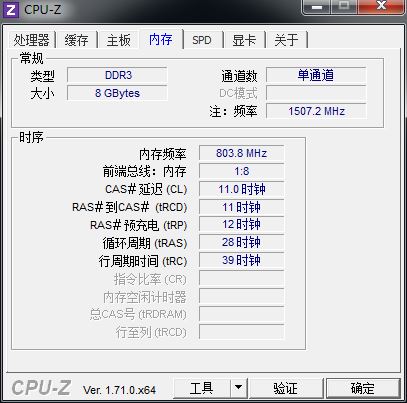 CPU-Z
处理器 缓存 主板 内存 SPD 显卡 关于
常规
类型 DDR3 通道数 单通道
大小 8 GBytes DC模式
注：频率 1507.2 MHz
时序
内存频率 803.8 MHz
前端总线：内存 1:8
CAS# 延迟 (CL) 11.0 时钟
RAS# 到CAS# (tRCD) 11 时钟
RAS# 预充电 (tRP) 12 时钟
循环周期 (tRAS) 28 时钟
行周期时间 (tRC) 39 时钟
指令比率 (CR)
内存空闲计时器
总CAS号 (tRDRAM)
行至列 (tRCD)
CPU-Z Ver. 1.71.0.x64 工具 验证 确定